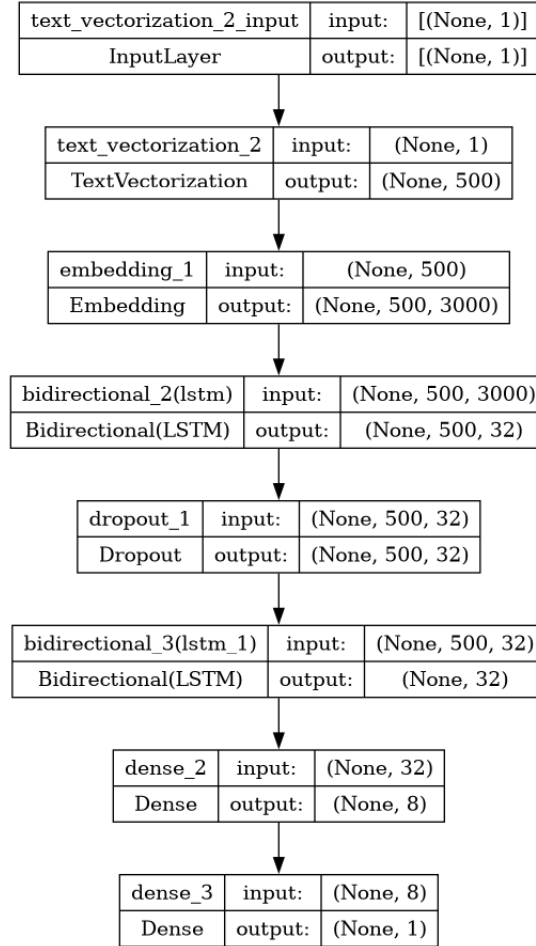 text_vectorization_2_input input: [(None, 1)]
InputLayer output: [(None, 1)]
text_vectorization_2 input: (None, 1)
TextVectorization output: (None, 500)
embedding_1 input: (None, 500)
Embedding output: (None, 500, 3000)
bidirectional_2(lstm) input: (None, 500, 3000)
Bidirectional(LSTM) output: (None, 500, 32)
dropout_1 input: (None, 500, 32)
Dropout output: (None, 500, 32)
bidirectional_3(lstm_1) input: (None, 500, 32)
Bidirectional(LSTM) output: (None, 32)
dense_2 input: (None, 32)
Dense output: (None, 8)
dense_3 input: (None, 8)
Dense output: (None, 1)